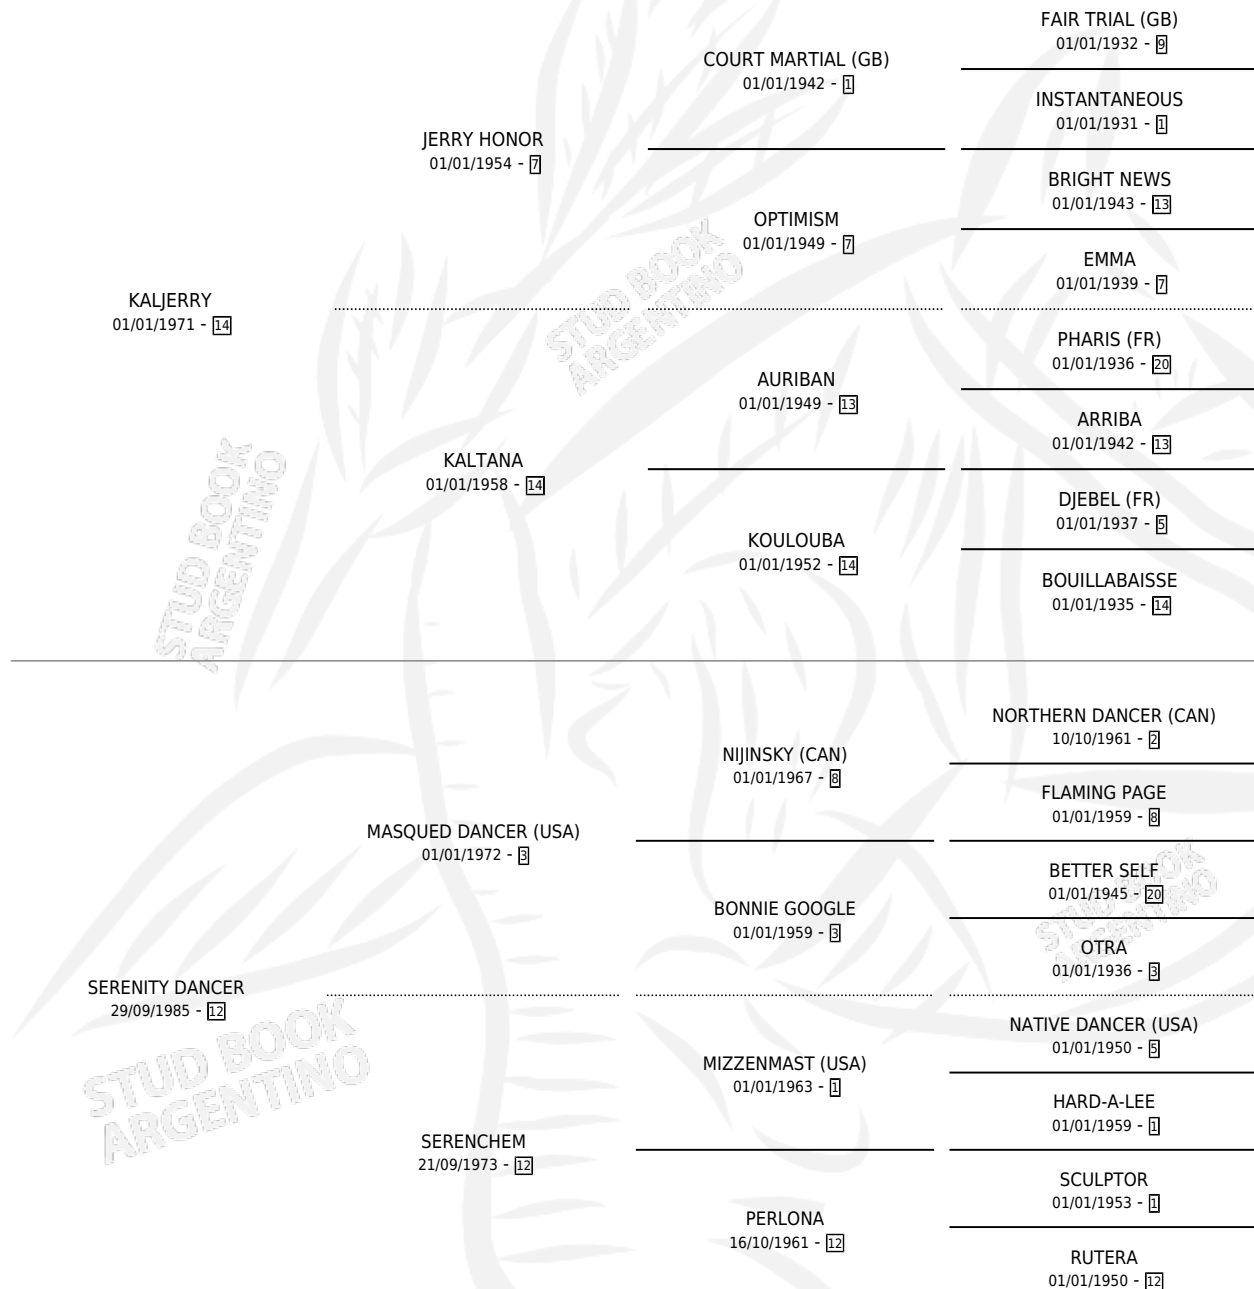 FAIR TRIAL (GB)
01/01/1932 - 9
COURT MARTIAL (GB)
01/01/1942 - 1
INSTANTANEOUS
01/01/1931 - 1
JERRY HONOR
01/01/1954 - 7
BRIGHT NEWS
01/01/1943 - 13
OPTIMISM
01/01/1949 - 7
EMMA
01/01/1939 - 7
KALJERRY
01/01/1971 - 14
PHARIS (FR)
01/01/1936 - 20
AURIBAN
01/01/1949 - 13
ARRIBA
01/01/1942 - 13
KALTANA
01/01/1958 - 14
DJEBEL (FR)
01/01/1937 - 5
KOULOUBA
01/01/1952 - 14
BOUILLABAISSE
01/01/1935 - 14
NORTHERN DANCER (CAN)
10/10/1961 - 2
NIJINSKY (CAN)
01/01/1967 - 8
FLAMING PAGE
01/01/1959 - 8
MASQUED DANCER (USA)
01/01/1972 - 3
BETTER SELF
01/01/1945 - 20
BONNIE GOOGLE
01/01/1959 - 3
OTRA
01/01/1936 - 3
SERENITY DANCER
29/09/1985 - 12
NATIVE DANCER (USA)
01/01/1950 - 5
MIZZENMAST (USA)
01/01/1963 - 1
HARD-A-LEE
01/01/1959 - 1
SERENCHEM
21/09/1973 - 12
SCULPTOR
01/01/1953 - 1
PERLONA
16/10/1961 - 12
RUTERA
01/01/1950 - 12
STUD BOOK
ARGENTINO
STUD BOOK
ARGENTINO
STUD BOOK
ARGENTINO
STUD BOOK
ARGENTINO